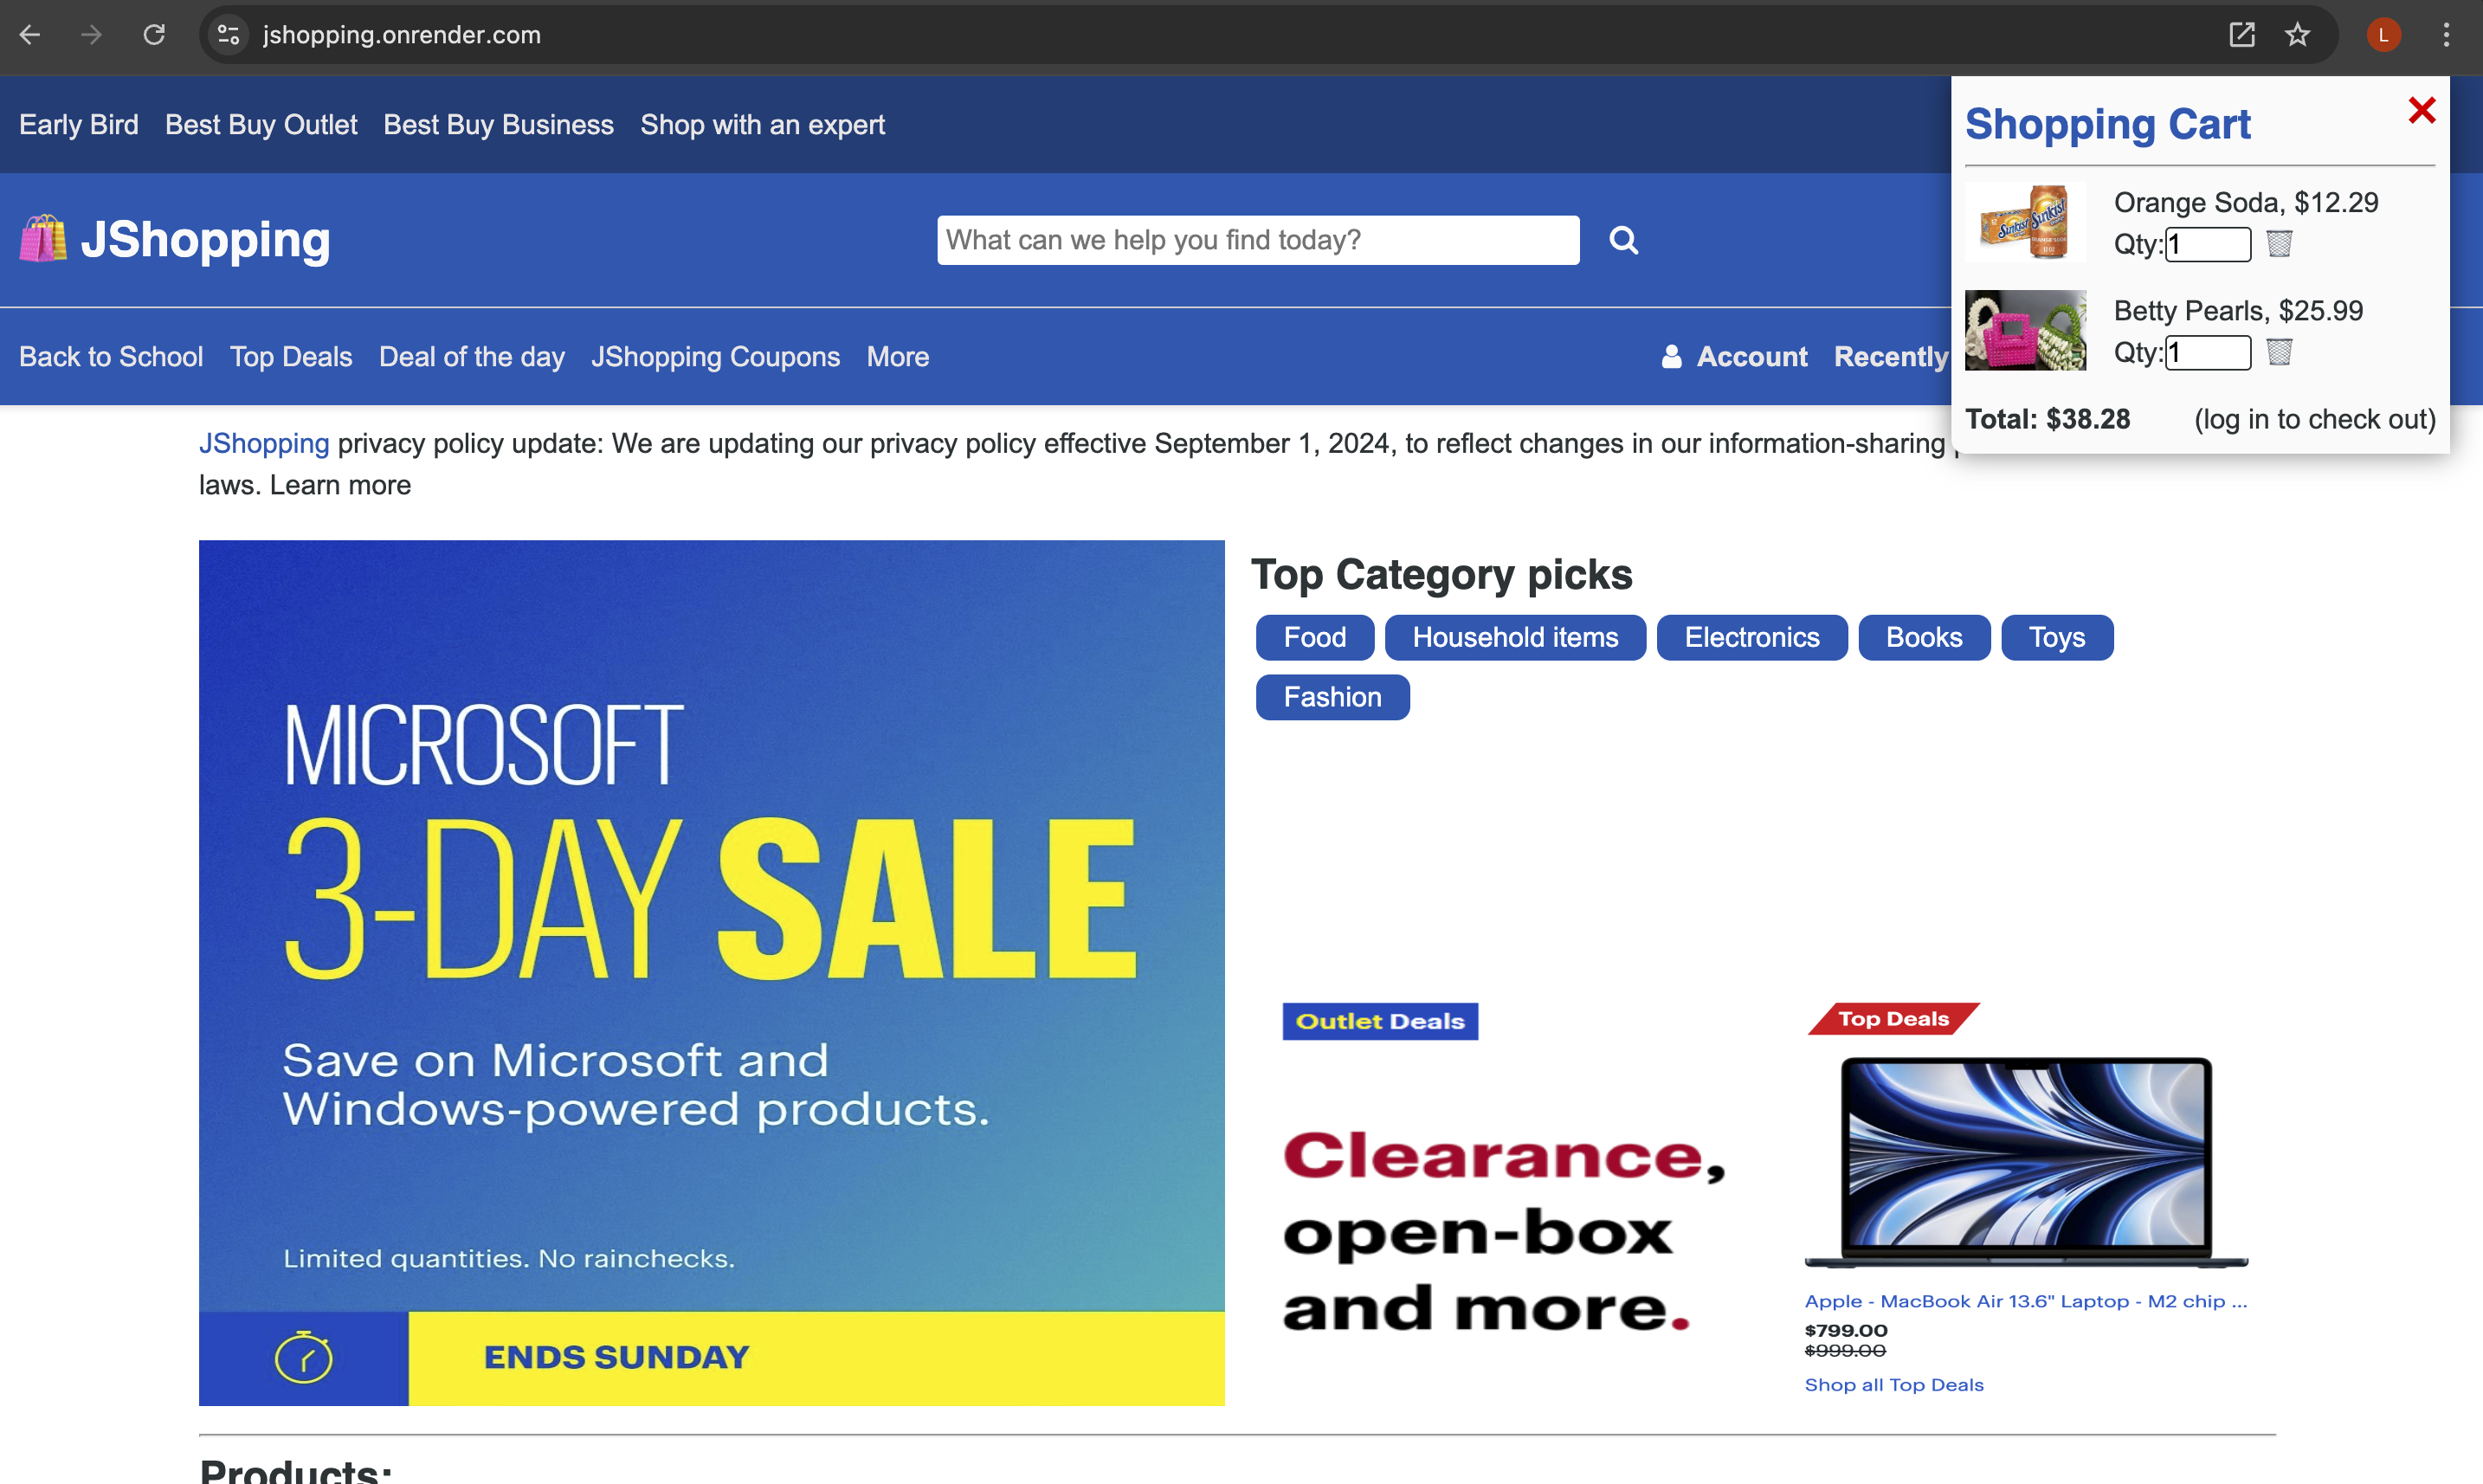 jshopping.onrender.com
L
Early Bird Best Buy Outlet Best Buy Business Shop with an expert
JShopping
What can we help you find today?
Back to School Top Deals Deal of the day JShopping Coupons More
Account Recently
Shopping Cart
Orange Soda, $12.29
Qty: 1
Betty Pearls, $25.99
Qty: 1
Total: $38.28 (log in to check out)
Sunkist
Sunkist
ORANGE SODA
JShopping privacy policy update: We are updating our privacy policy effective September 1, 2024, to reflect changes in our information-sharing
laws. Learn more
MICROSOFT
3-DAY SALE
Save on Microsoft and
Windows-powered products.
Limited quantities. No rainchecks.
ENDS SUNDAY
Top Category picks
Food Household items Electronics Books Toys
Fashion
Outlet Deals
Clearance,
open-box
and more.
Top Deals
Apple - MacBook Air 13.6" Laptop - M2 chip ...
$799.00
$999.00
Shop all Top Deals
Products: